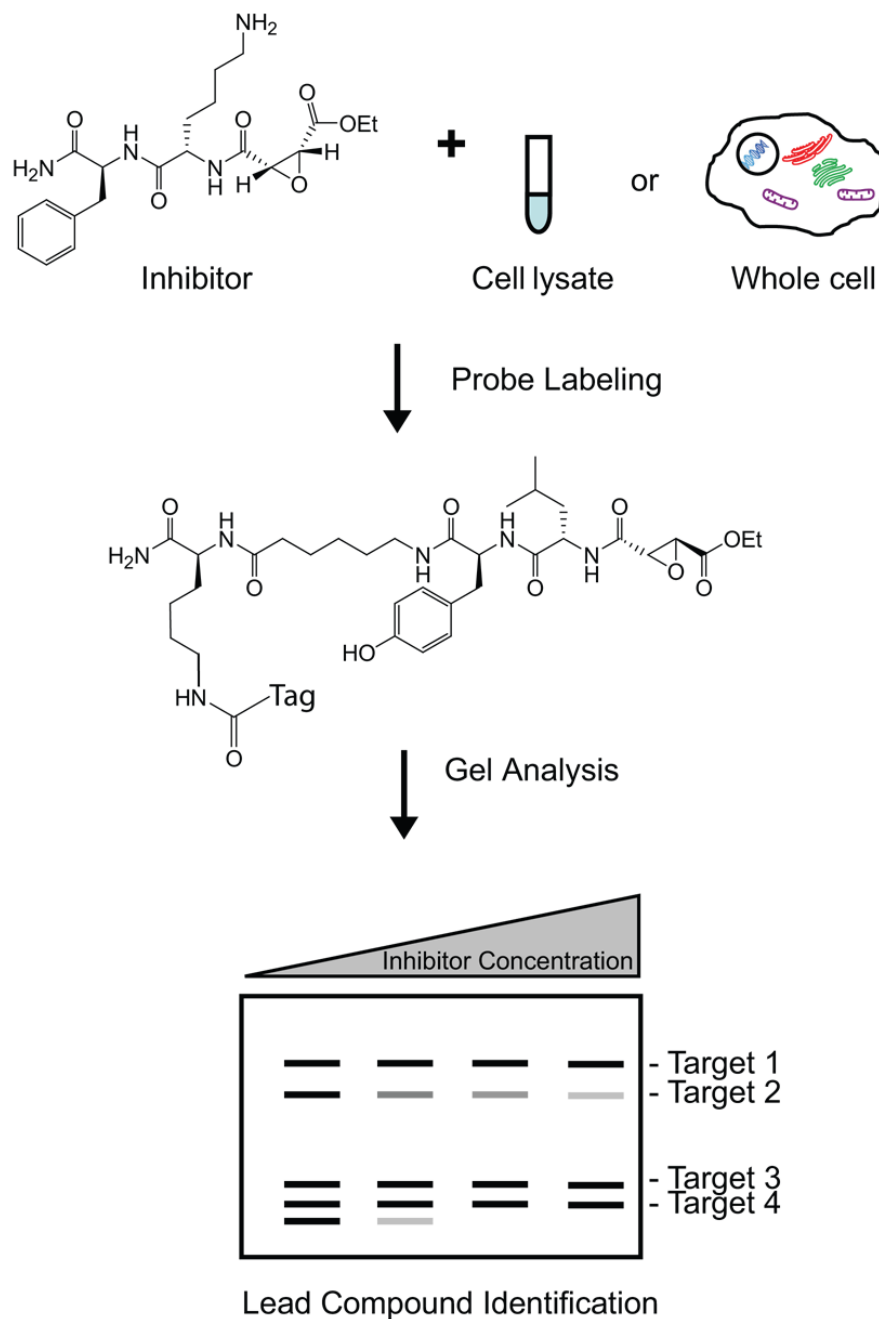 NH₂
O
H
N
O
OEt
H₂N
O
N
H
H
O
H
Inhibitor
+
Cell lysate
or
Whole cell
Probe Labeling
O
H
N
O
H
N
O
O
OEt
H₂N
O
N
H
O
N
H
O
O
HO
HN
Tag
O
Gel Analysis
Inhibitor Concentration
- Target 1
- Target 2
- Target 3
- Target 4
Lead Compound Identification